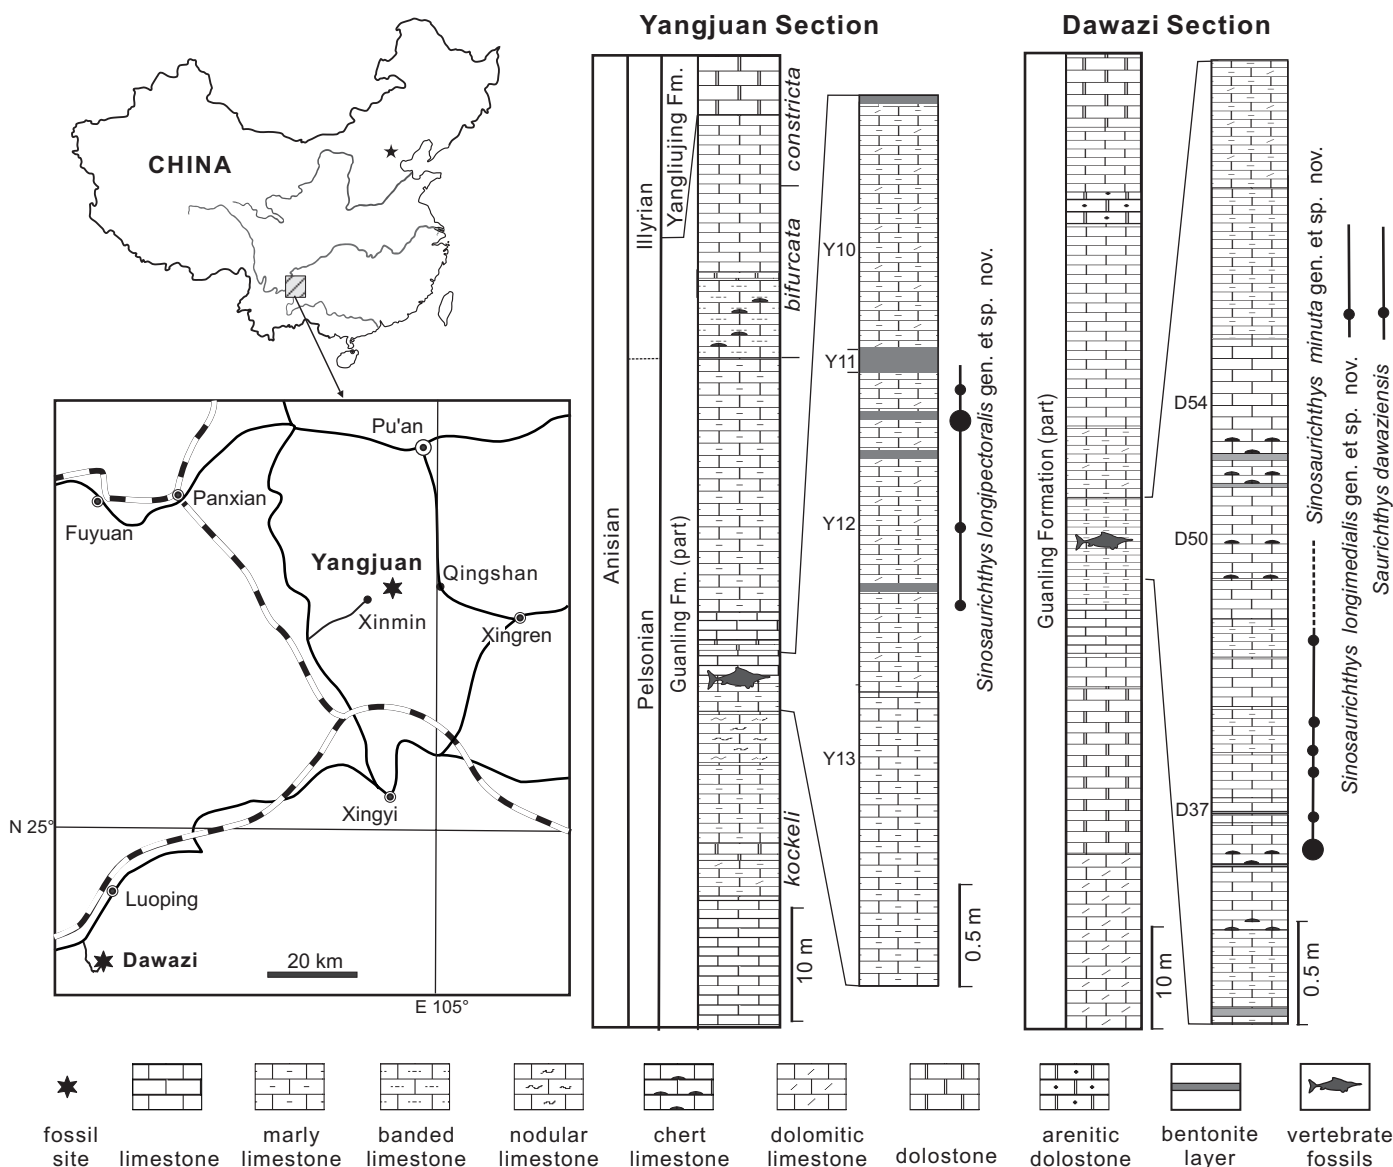 Yangjuan Section
Dawazi Section
CHINA
Pu'an
Panxian
Fuyuan
Yangjuan
Qingshan
Xinmin
Xingren
Xingyi
N 25°
Luoping
Dawazi
20 km
E 105°
Anisian
Illyrian
Pelsonian
Yangliujing Fm.
Guanling Fm. (part)
constricta
bifurcata
kockeli
10 m
Y10
Y11
Y12
Y13
0.5 m
Sinosaurichthys longipectoralis gen. et sp. nov.
Guanling Formation (part)
10 m
D54
D50
D37
0.5 m
Sinosaurichthys minuta gen. et sp. nov.
Sinosaurichthys longimedialis gen. et sp. nov.
Saurichthys dawaziensis
fossil
site
limestone
marly
limestone
banded
limestone
nodular
limestone
chert
limestone
dolomitic
limestone
dolostone
arenitic
dolostone
bentonite
layer
vertebrate
fossils